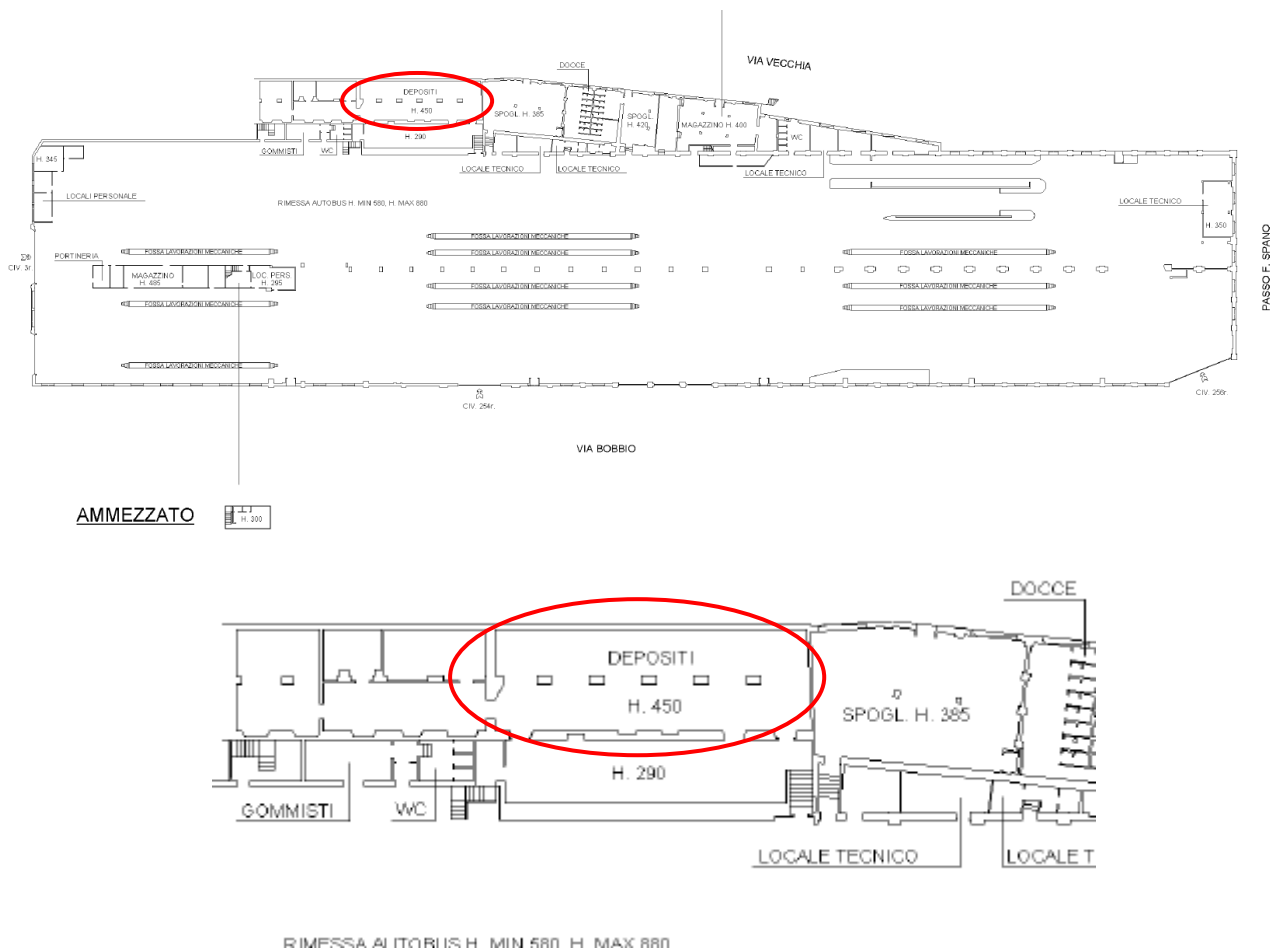 VIA VECCHIA
DOCCE
DEPOSITI
H. 450
SPOGL. H. 385
SPOGL.
H. 420
MAGAZZINO H. 400
WC
H. 290
GOMMISTI
WC
H. 345
LOCALE TECNICO
LOCALE TECNICO
LOCALE TECNICO
LOCALI PERSONALE
RIMESSA AUTOBUS H. MIN 580, H. MAX 880
LOCALE TECNICO
H. 350
PASSO F. SPANO
FOSSA LAVORAZIONI MECCANICHE
FOSSA LAVORAZIONI MECCANICHE
FOSSA LAVORAZIONI MECCANICHE
FOSSA LAVORAZIONI MECCANICHE
PORTINERIA
CIV. 3r.
MAGAZZINO
H. 485
LOC. PERS.
H. 295
FOSSA LAVORAZIONI MECCANICHE
FOSSA LAVORAZIONI MECCANICHE
FOSSA LAVORAZIONI MECCANICHE
FOSSA LAVORAZIONI MECCANICHE
FOSSA LAVORAZIONI MECCANICHE
FOSSA LAVORAZIONI MECCANICHE
CIV. 254r.
CIV. 256r.
VIA BOBBIO
AMMEZZATO
H. 300
DOCCE
DEPOSITI
H. 450
SPOGL. H. 385
H. 290
GOMMISTI
WC
LOCALE TECNICO
LOCALE T
RIMESSA AUTOBUS H. MIN 580, H. MAX 880